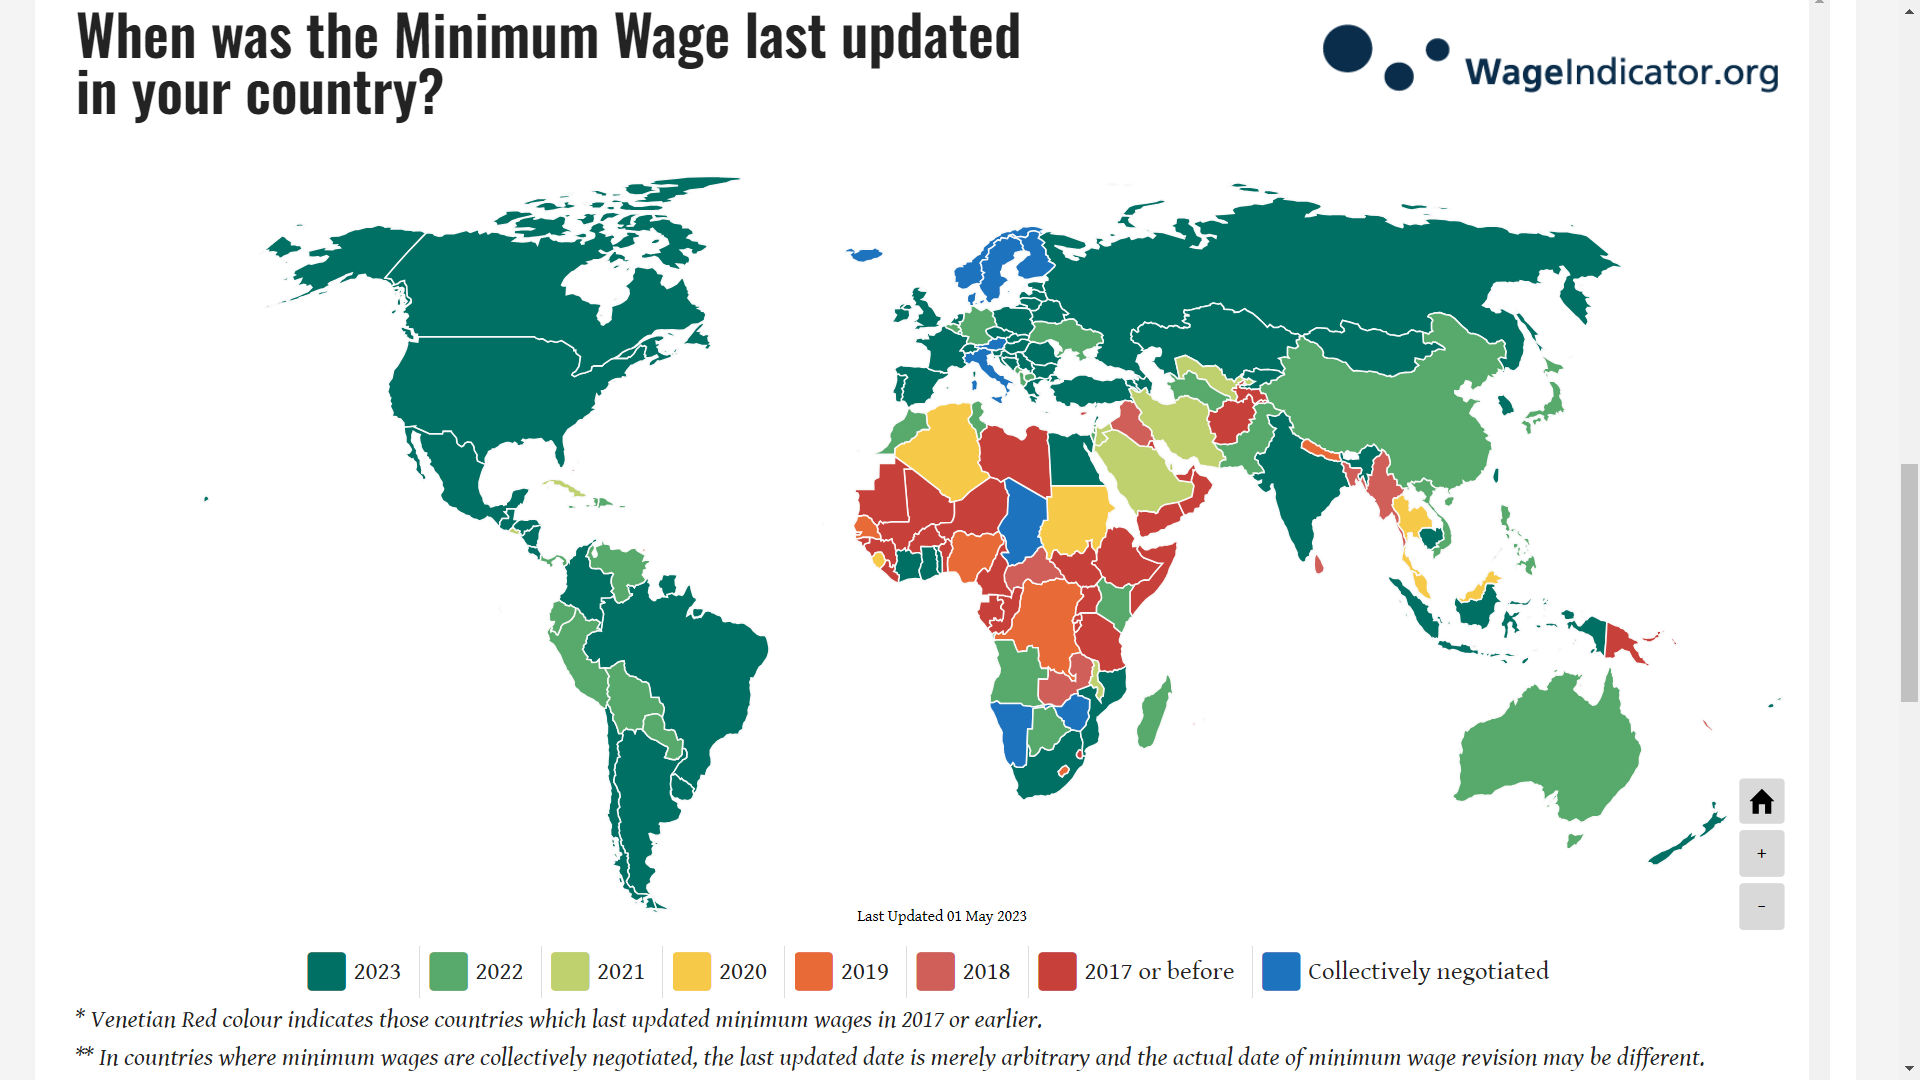 When was the Minimum Wage last updated
in your country?
WageIndicator.org
Last Updated 01 May 2023
2023
2022
2021
2020
2019
2018
2017 or before
Collectively negotiated
+
-
* Venetian Red colour indicates those countries which last updated minimum wages in 2017 or earlier.
** In countries where minimum wages are collectively negotiated, the last updated date is merely arbitrary and the actual date of minimum wage revision may be different.